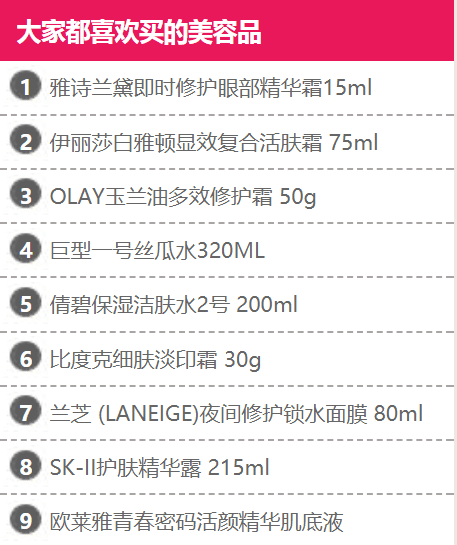 大家都喜欢买的美容品
1 雅诗兰黛即时修护眼部精华霜15ml
2 伊丽莎白雅顿显效复合活肤霜 75ml
3 OLAY玉兰油多效修护霜 50g
4 巨型一号丝瓜水320ML
5 倩碧保湿洁肤水2号 200ml
6 比度克细肤淡印霜 30g
7 兰芝 (LANEIGE)夜间修护锁水面膜 80ml
8 SK-II护肤精华露 215ml
9 欧莱雅青春密码活颜精华肌底液